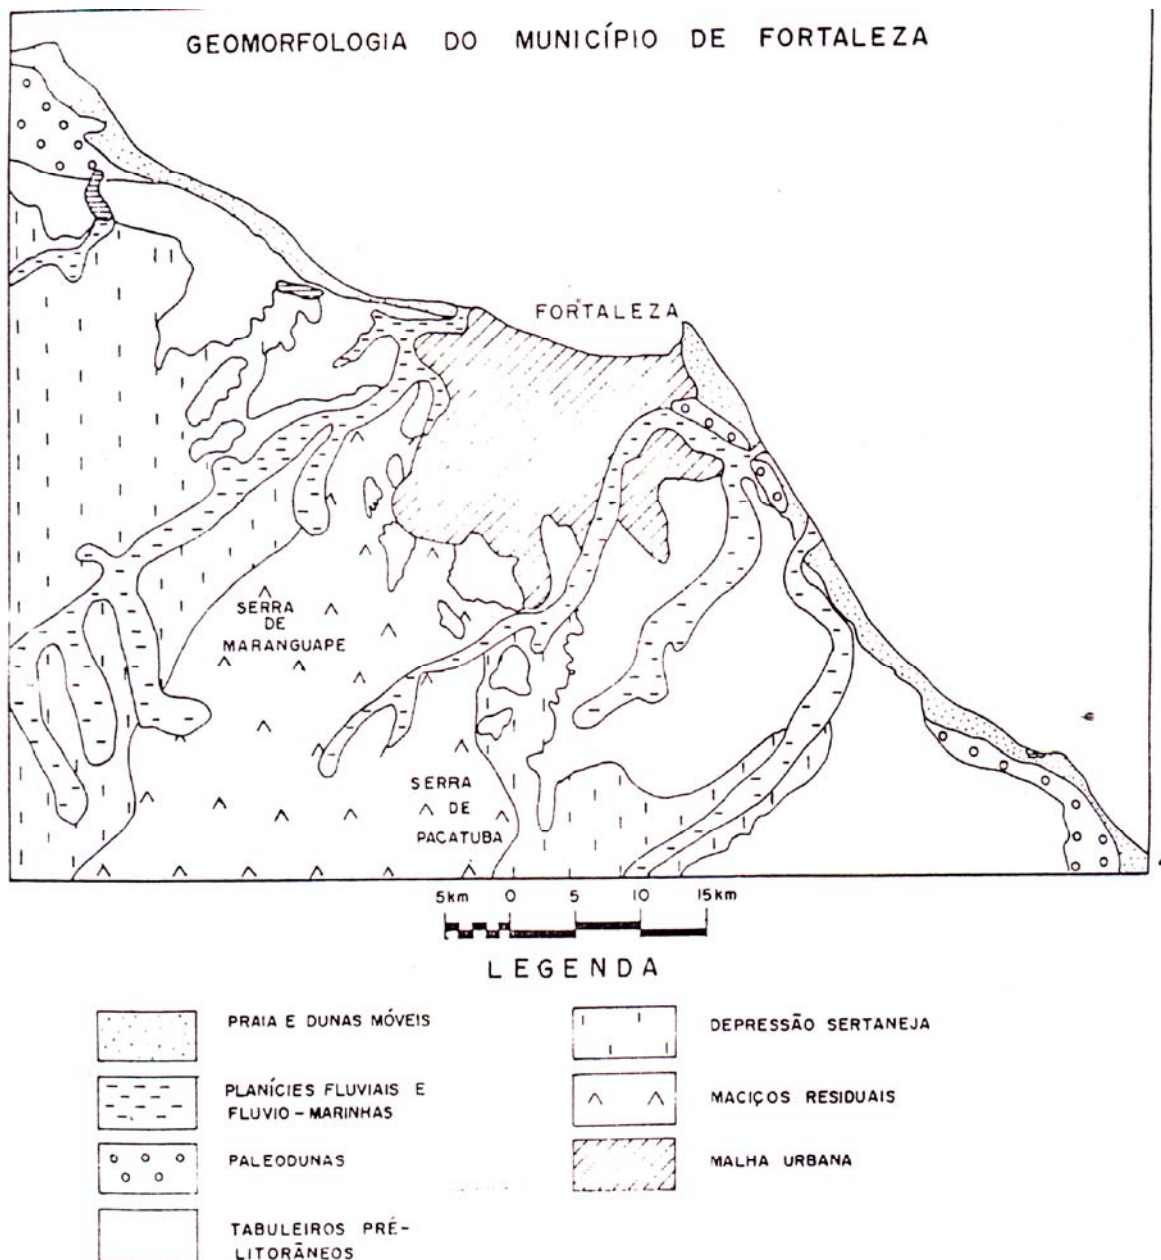 GEOMORFOLOGIA DO MUNICÍPIO DE FORTALEZA
FORTALEZA
SERRA
DE
MARANGUAPE
SERRA
DE
PACATUBA
5km 0 5 10 15km
LEGENDA
PRAIA E DUNAS MÓVEIS
PLANÍCIES FLUVIAIS E
FLUVIO-MARINHAS
PALEODUNAS
TABULEIROS PRÉ-
LITORÂNEOS
DEPRESSÃO SERTANEJA
MACIÇOS RESIDUAIS
MALHA URBANA